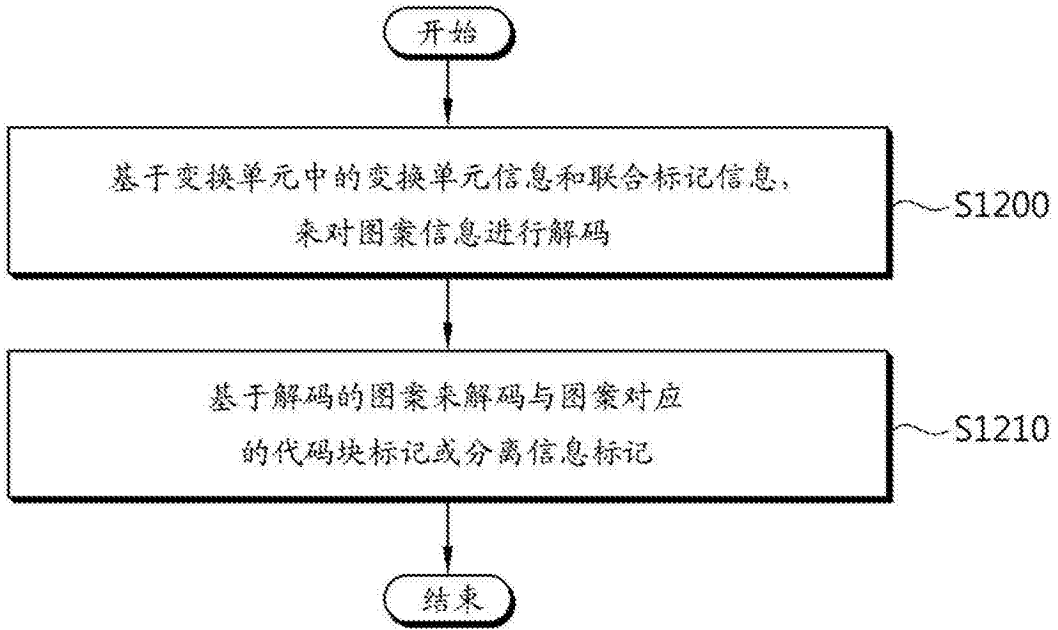 开始
基于变换单元中的变换单元信息和联合标记信息,
来对图案信息进行解码
S1200
基于解码的图案来解码与图案对应
的代码块标记或分离信息标记
S1210
结束